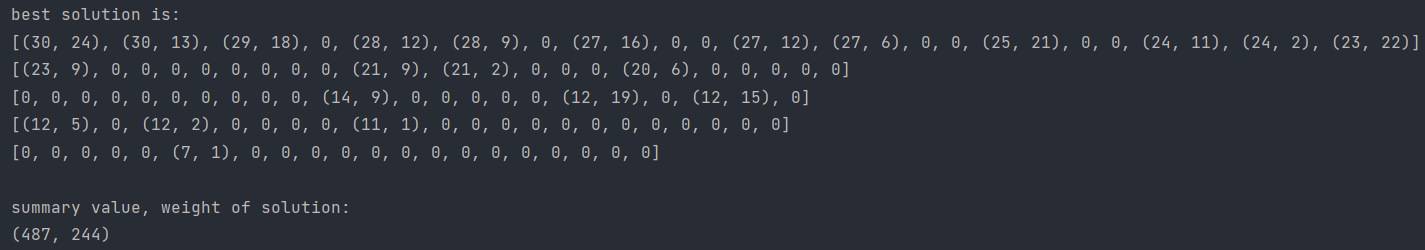 best solution is:
[(30, 24), (30, 13), (29, 18), 0, (28, 12), (28, 9), 0, (27, 16), 0, 0, (27, 12), (27, 6), 0, 0, (25, 21), 0, 0, (24, 11), (24, 2), (23, 22)]
[(23, 9), 0, 0, 0, 0, 0, 0, 0, 0, (21, 9), (21, 2), 0, 0, 0, (20, 6), 0, 0, 0, 0, 0]
[0, 0, 0, 0, 0, 0, 0, 0, 0, 0, (14, 9), 0, 0, 0, 0, 0, (12, 19), 0, (12, 15), 0]
[(12, 5), 0, (12, 2), 0, 0, 0, 0, (11, 1), 0, 0, 0, 0, 0, 0, 0, 0, 0, 0, 0, 0]
[0, 0, 0, 0, 0, (7, 1), 0, 0, 0, 0, 0, 0, 0, 0, 0, 0, 0, 0, 0, 0]
summary value, weight of solution:
(487, 244)